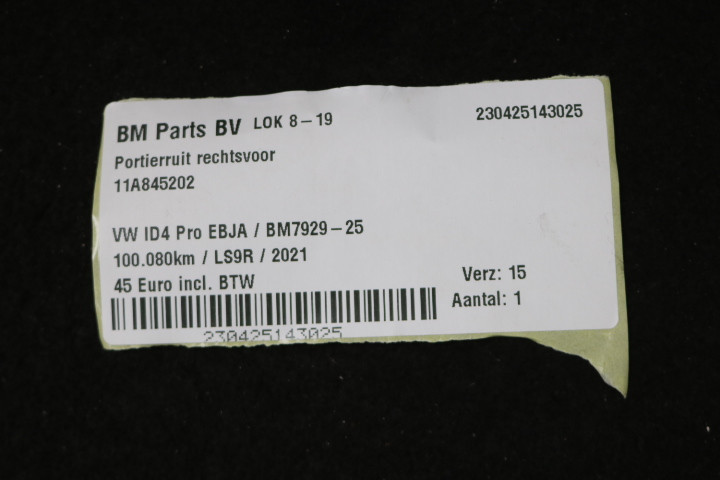 BM Parts BV LOK 8-19 230425143025
Portierruit rechtsvoor
11A845202
VW ID4 Pro EBJA / BM7929-25
100.080km / LS9R / 2021
45 Euro incl. BTW
Verz: 15
Aantal: 1
230425143025